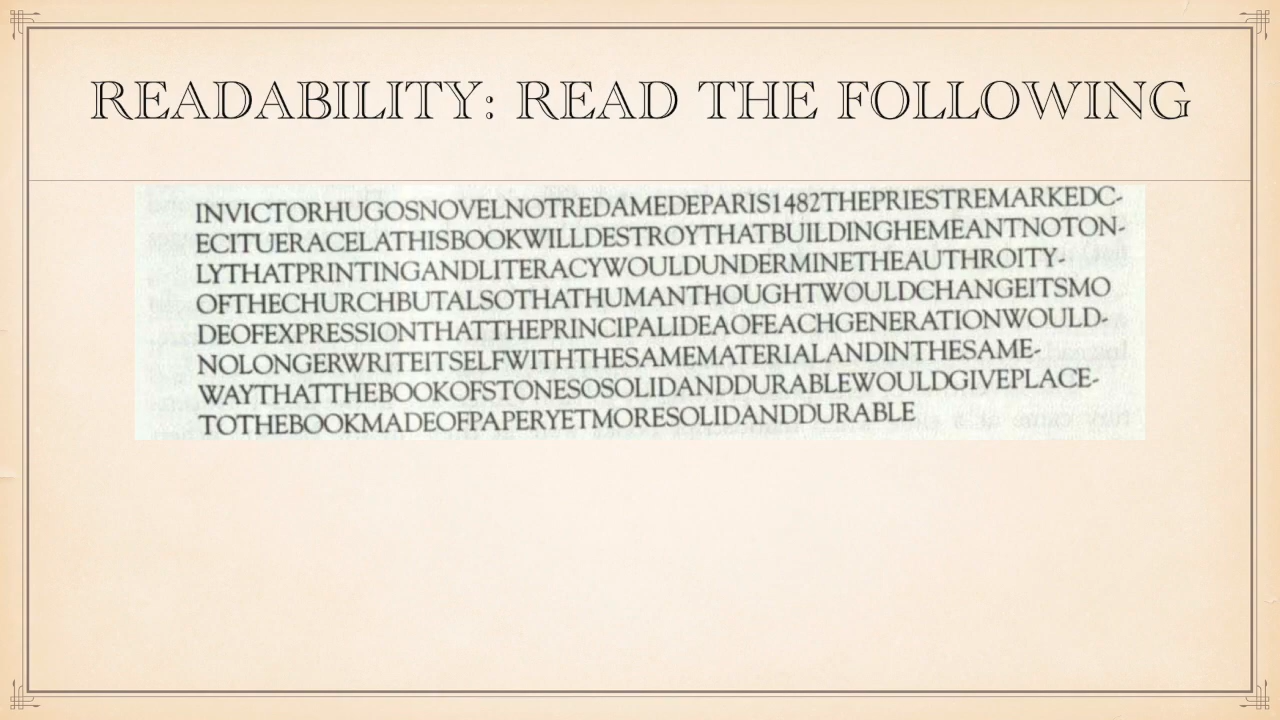 READABILITY: READ THE FOLLOWING
INVICTORHUGOSNOVELNOTREDAMEDEPARIS1482THEPRIESTREMARKEDC-
ECITUERACELATHISBOOKWILLDESTROYTHATBUILDINGHEMEANTNOTON-
LYTHATPRINTINGANDLITERACYWOULDUNDERMINETHEAUTHROITY-
OFTHECHURCHBUTALSOTHATHUMANTHOUGHTWOULDCHANGEITSMO
DEOFEXPRESSIONTHATTHEPRINCIPALIDEAOFEACHGENERATIONWOULD-
NOLONGERWRITEITSELFWITHTHESAMEMATERIALANDINTHESAME-
WAYTHATTHEBOOKOFSTONESOSOLIDANDDURABLEWOULDGIVEPLACE-
TOTHEBOOKMADEOFPAPERYETMORESOLIDANDDURABLE